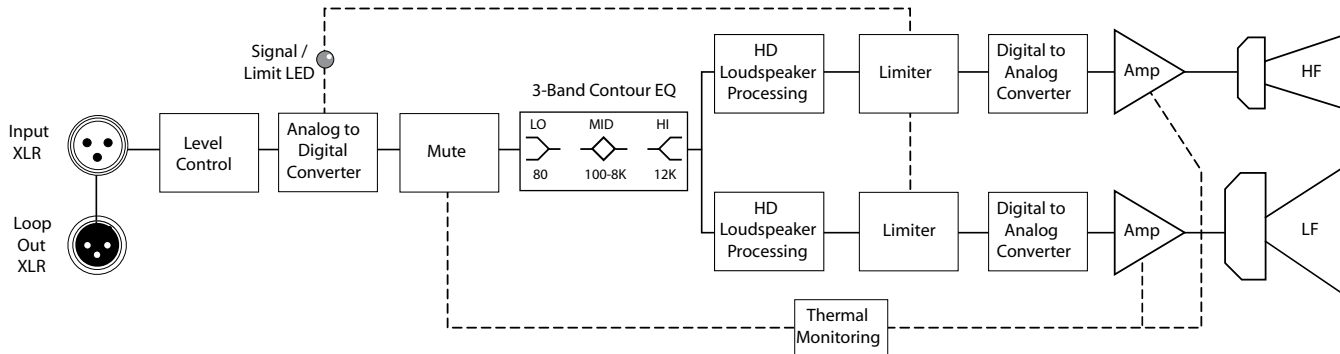 Signal /
Limit LED
Input
XLR
Loop
Out
XLR
Level
Control
Analog to
Digital
Converter
Mute
3-Band Contour EQ
LO MID HI
80 100-8K 12K
HD
Loudspeaker
Processing
Limiter
Digital to
Analog
Converter
Amp
HF
HD
Loudspeaker
Processing
Limiter
Digital to
Analog
Converter
Amp
LF
Thermal
Monitoring